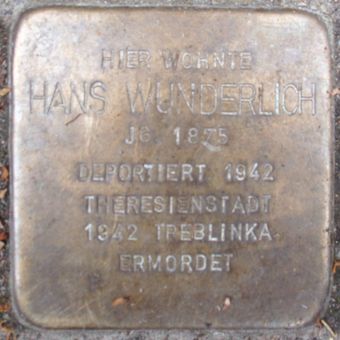 HIER WOHNTE
HANS WUNDERLICH
JG. 1875
DEPORTIERT 1942
THERESIENSTADT
1942 TREBLINKA
ERMORDET